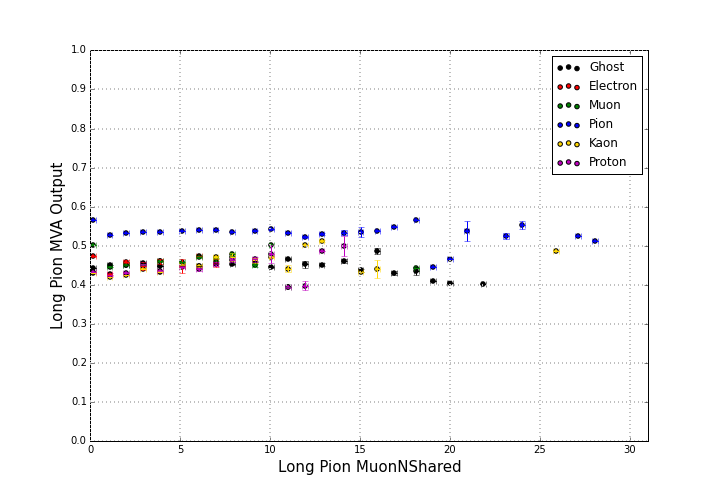 1.0
0.9
0.8
0.7
0.6
0.5
0.4
0.3
0.2
0.1
0.0
Long Pion MVA Output
Ghost
Electron
Muon
Pion
Kaon
Proton
0 5 10 15 20 25 30
Long Pion MuonNShared